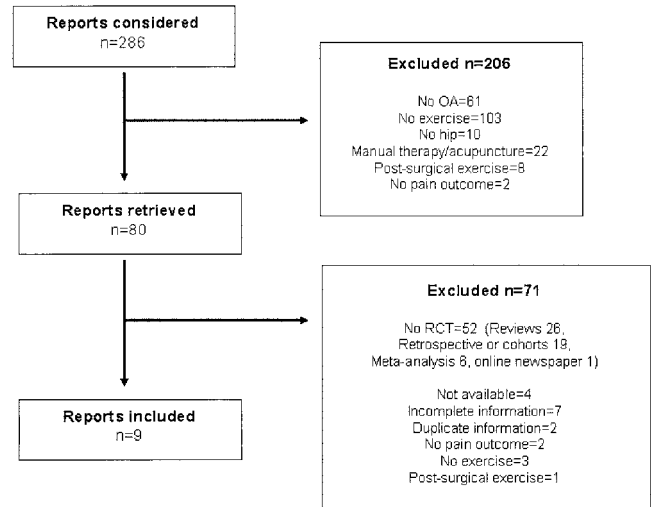 Reports considered
n=286
Excluded n=206
No OA=61
No exercise=103
No hip=10
Manual therapy/acupuncture=22
Post-surgical exercise=8
No pain outcome=2
Reports retrieved
n=80
Excluded n=71
No RCT=52 (Reviews 26,
Retrospective or cohorts 19,
Meta-analysis 6, online newspaper 1)
Not available=4
Incomplete information=7
Duplicate information=2
No pain outcome=2
No exercise=3
Post-surgical exercise=1
Reports included
n=9